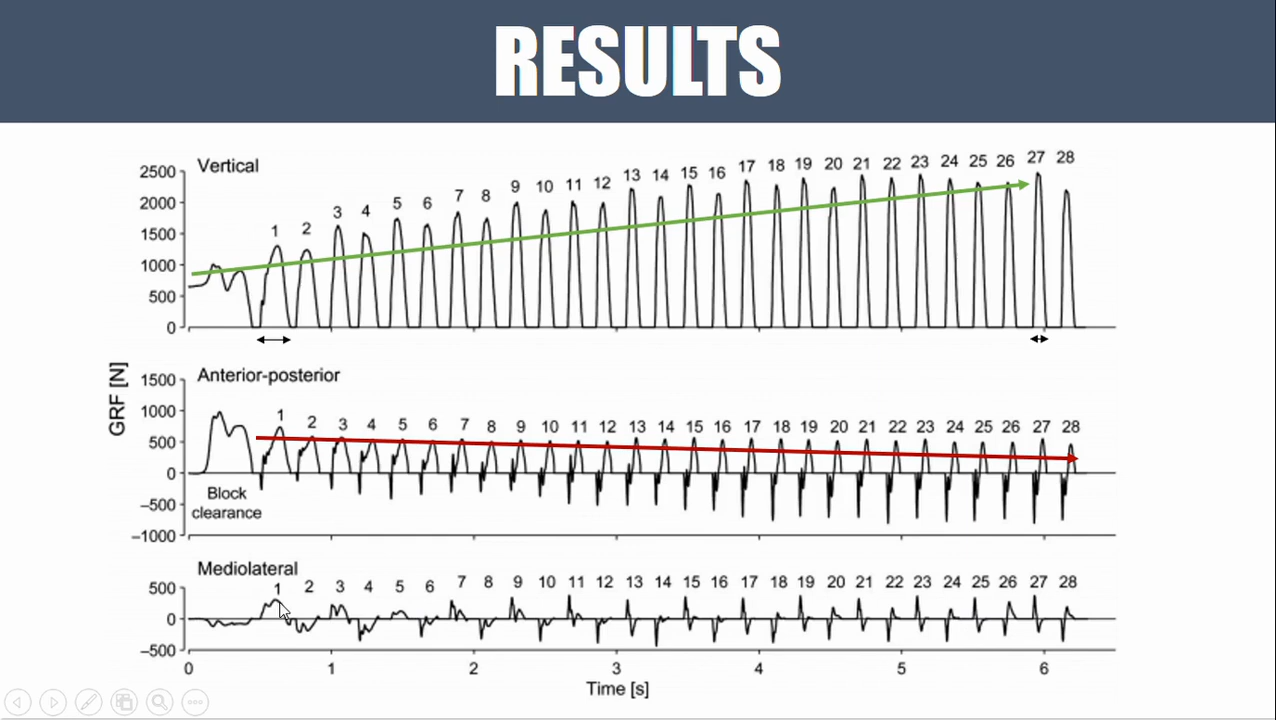 RESULTS
Vertical
2500
2000
1500
1000
500
0
1 2 3 4 5 6 7 8 9 10 11 12 13 14 15 16 17 18 19 20 21 22 23 24 25 26 27 28
GRF [N]
Anterior-posterior
1500
1000
500
0
–500
–1000
1 2 3 4 5 6 7 8 9 10 11 12 13 14 15 16 17 18 19 20 21 22 23 24 25 26 27 28
Block
clearance
Mediolateral
500
0
–500
1 2 3 4 5 6 7 8 9 10 11 12 13 14 15 16 17 18 19 20 21 22 23 24 25 26 27 28
0 1 2 3 4 5 6
Time [s]